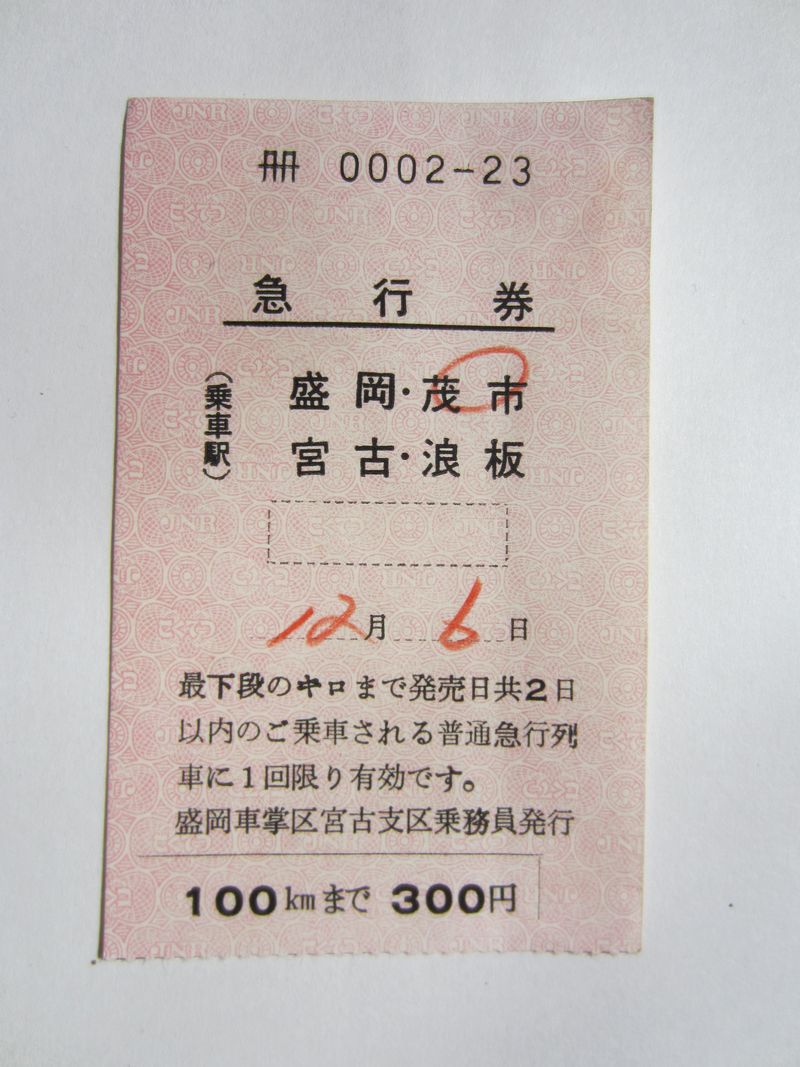 冊 0002-23
急行券
(乗車駅)
盛岡・茂市
宮古・浪板
12月 6日
最下段のキロまで発売日共2日
以内のご乗車される普通急行列
車に1回限り有効です。
盛岡車掌区宮古支区乗務員発行
100kmまで 300円